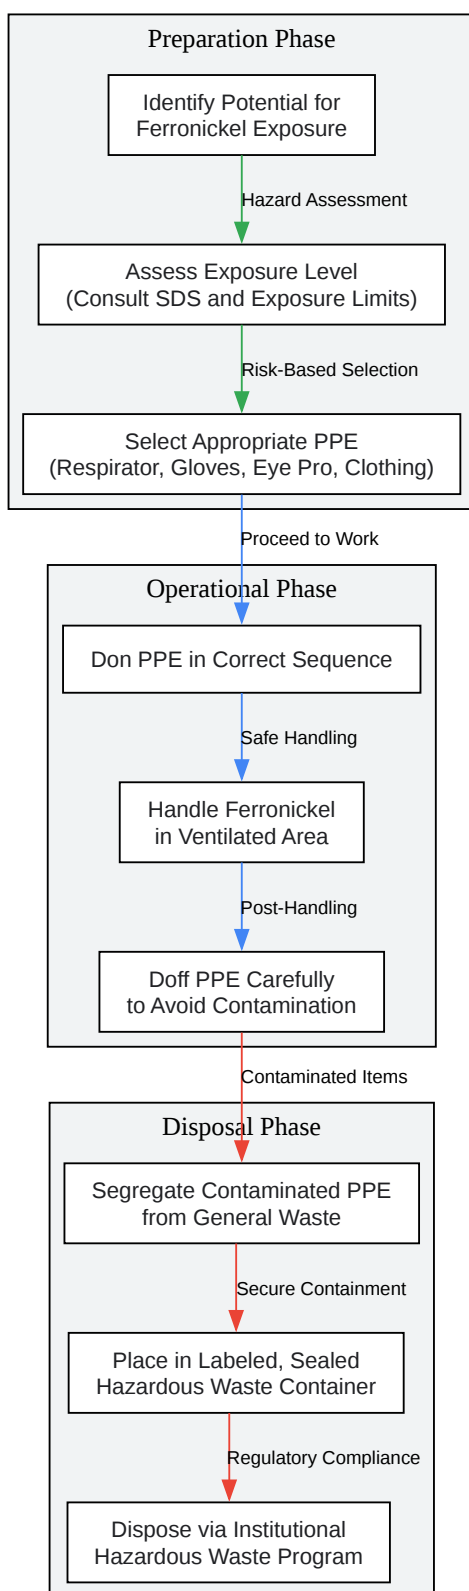 Preparation Phase
Identify Potential for
Ferronickel Exposure
Hazard Assessment
Assess Exposure Level
(Consult SDS and Exposure Limits)
Risk-Based Selection
Select Appropriate PPE
(Respirator, Gloves, Eye Pro, Clothing)
Proceed to Work
Operational Phase
Don PPE in Correct Sequence
Safe Handling
Handle Ferronickel
in Ventilated Area
Post-Handling
Doff PPE Carefully
to Avoid Contamination
Contaminated Items
Disposal Phase
Segregate Contaminated PPE
from General Waste
Secure Containment
Place in Labeled, Sealed
Hazardous Waste Container
Regulatory Compliance
Dispose via Institutional
Hazardous Waste Program